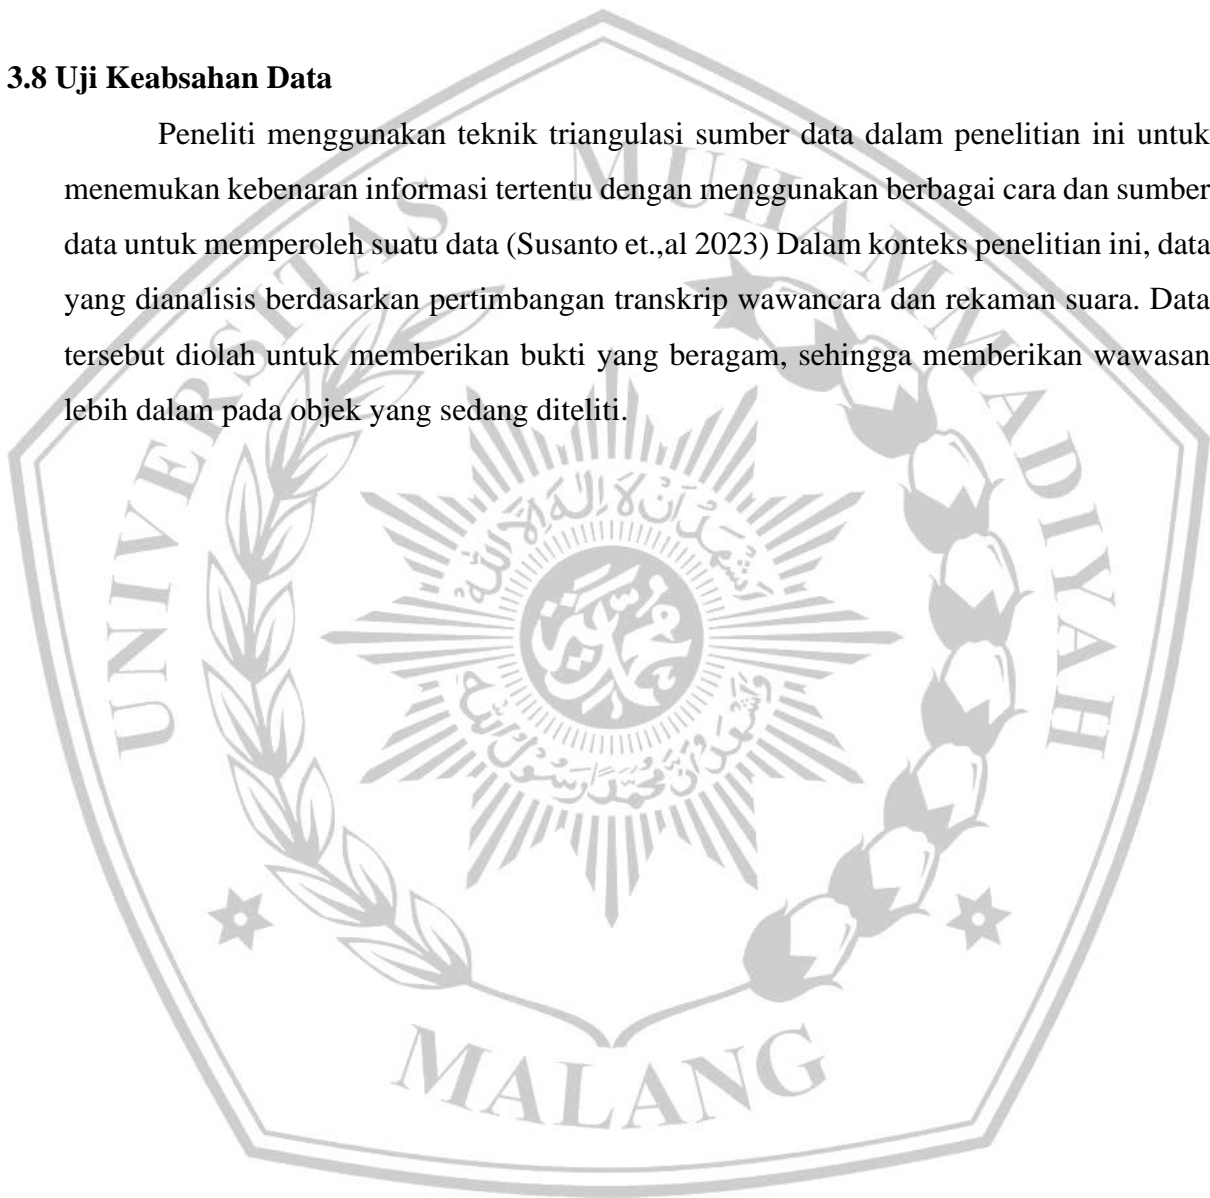 3.8 Uji Keabsahan Data
Peneliti menggunakan teknik triangulasi sumber data dalam penelitian ini untuk
menemukan kebenaran informasi tertentu dengan menggunakan berbagai cara dan sumber
data untuk memperoleh suatu data (Susanto et.,al 2023) Dalam konteks penelitian ini, data
yang dianalisis berdasarkan pertimbangan transkrip wawancara dan rekaman suara. Data
tersebut diolah untuk memberikan bukti yang beragam, sehingga memberikan wawasan
lebih dalam pada objek yang sedang diteliti.
UNIVERSITAS MUHAMMADIYAH
MALANG